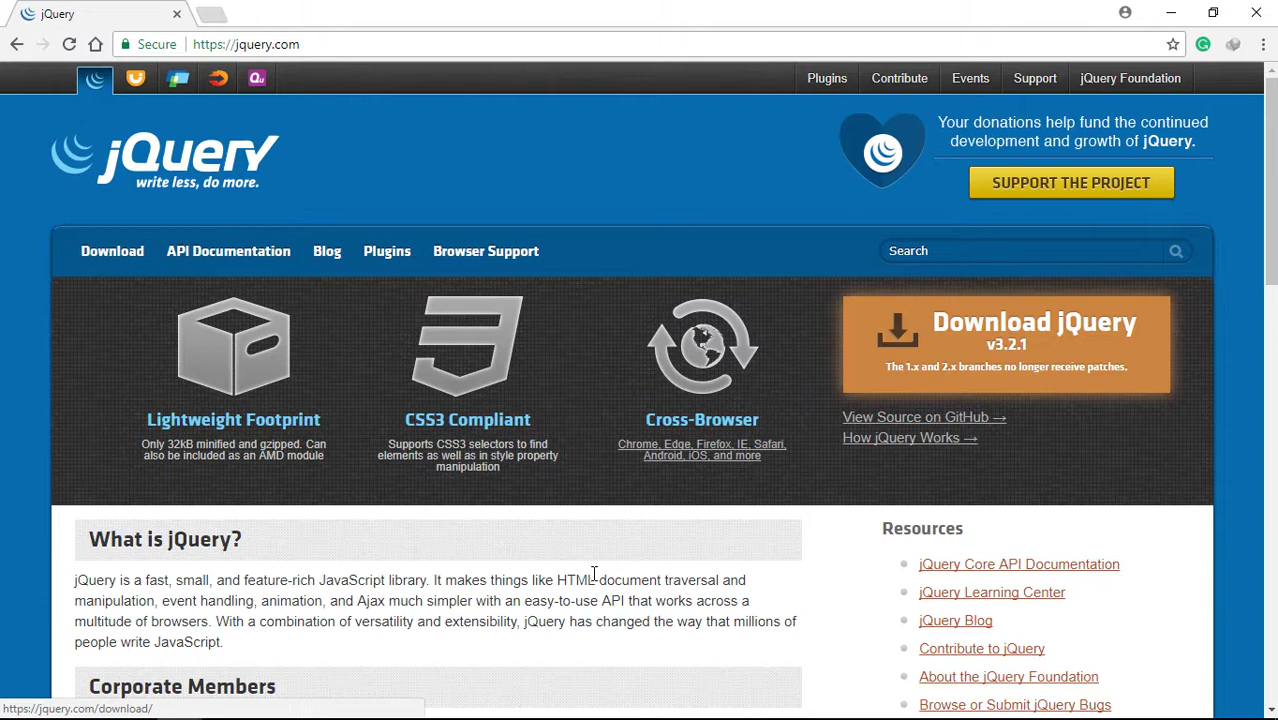 jQuery
Secure
https://jquery.com
Qu
Plugins
Contribute
Events
Support
jQuery Foundation
jQuery
write less, do more.
Your donations help fund the continued
development and growth of jQuery.
SUPPORT THE PROJECT
Download
API Documentation
Blog
Plugins
Browser Support
Search
Lightweight Footprint
Only 32kB minified and gzipped. Can
also be included as an AMD module
CSS3 Compliant
Supports CSS3 selectors to find
elements as well as in style property
manipulation
Cross-Browser
Chrome, Edge, Firefox, IE, Safari,
Android, iOS, and more
Download jQuery
v3.2.1
The 1.x and 2.x branches no longer receive patches.
View Source on GitHub →
How jQuery Works →
What is jQuery?
jQuery is a fast, small, and feature-rich JavaScript library. It makes things like HTML document traversal and
manipulation, event handling, animation, and Ajax much simpler with an easy-to-use API that works across a
multitude of browsers. With a combination of versatility and extensibility, jQuery has changed the way that millions of
people write JavaScript.
Corporate Members
Resources
jQuery Core API Documentation
jQuery Learning Center
jQuery Blog
Contribute to jQuery
About the jQuery Foundation
Browse or Submit jQuery Bugs
https://jquery.com/download/